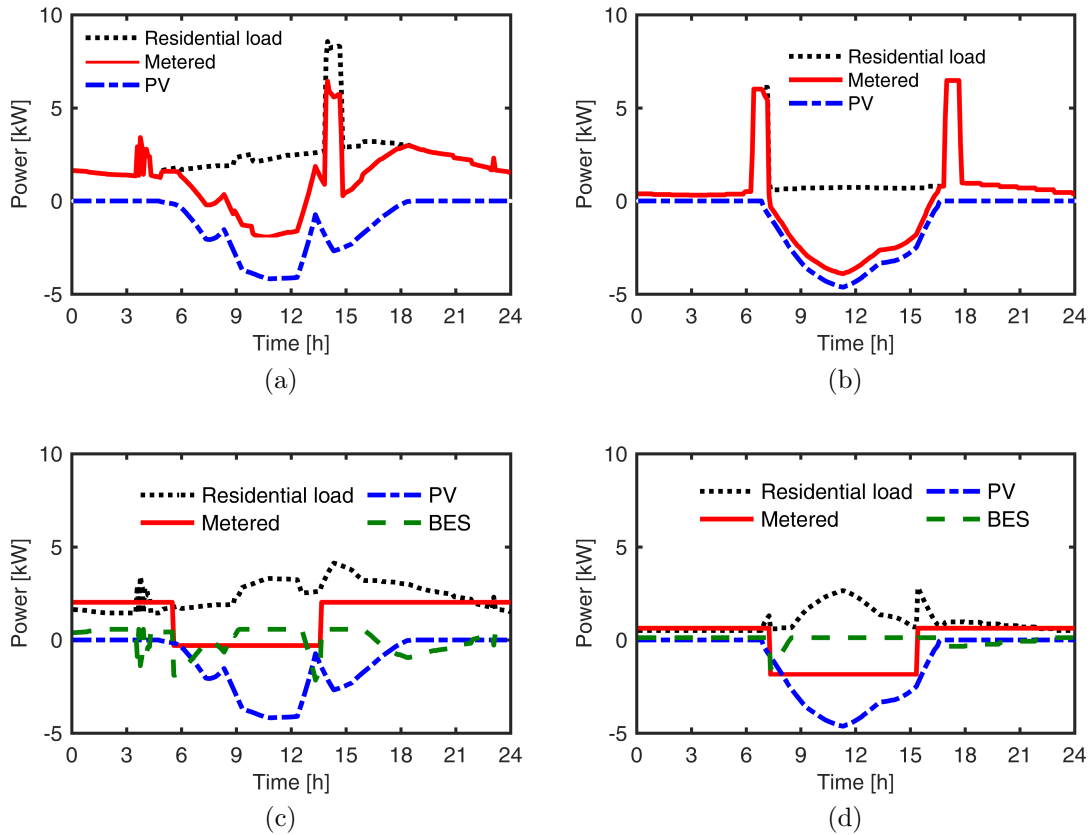 10
5
0
-5
Power [kW]
Residential load
Metered
PV
0 3 6 9 12 15 18 21 24
Time [h]
(a)
10
5
0
-5
Power [kW]
Residential load
Metered
PV
0 3 6 9 12 15 18 21 24
Time [h]
(b)
10
5
0
-5
Power [kW]
Residential load PV
Metered BES
0 3 6 9 12 15 18 21 24
Time [h]
(c)
10
5
0
-5
Power [kW]
Residential load PV
Metered BES
0 3 6 9 12 15 18 21 24
Time [h]
(d)